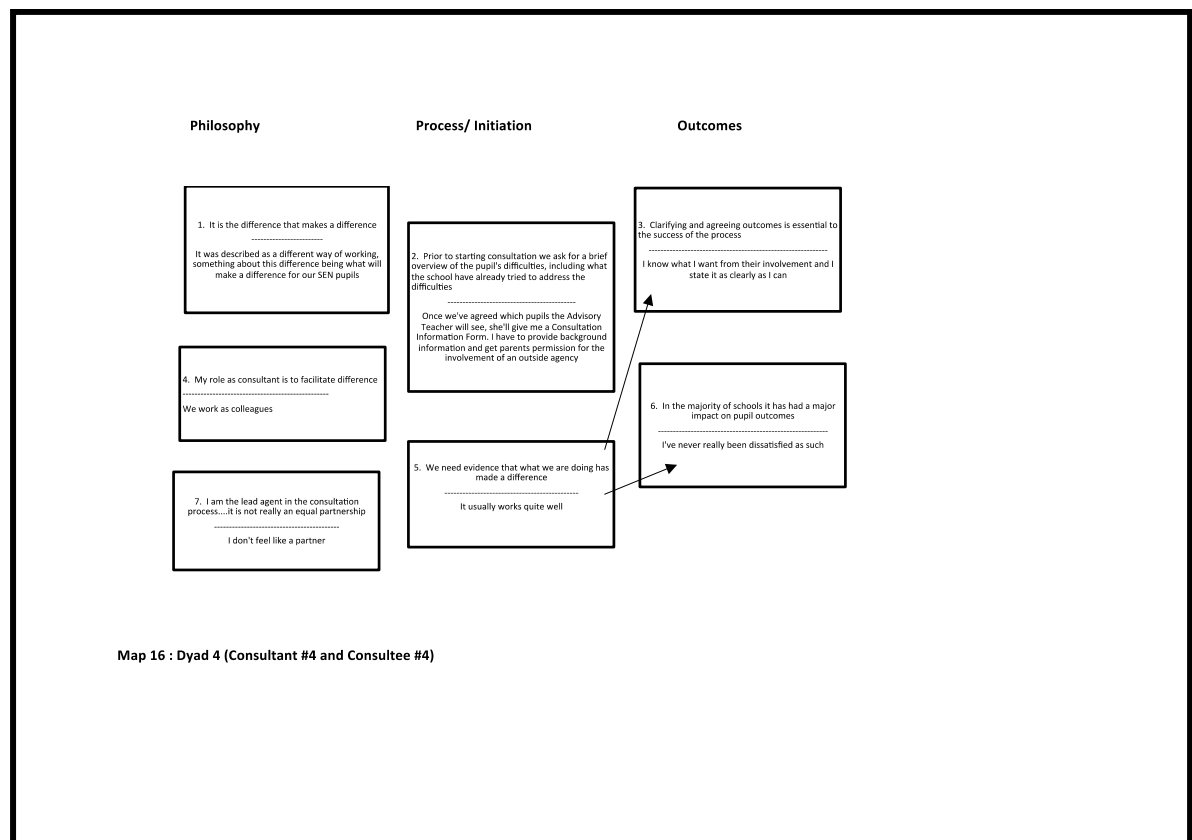 Philosophy
Process/ Initiation
Outcomes
1.  It is the difference that makes a difference
------------------------
It was described as a different way of working,
something about this difference being what will
make a difference for our SEN pupils
2.  Prior to starting consultation we ask for a brief
overview of the pupil's difficulties, including what
the school have already tried to address the
difficulties
-------------------------------------------
Once we've agreed which pupils the Advisory
Teacher will see, she'll give me a Consultation
Information Form. I have to provide background
information and get parents permission for the
involvement of an outside agency
3.  Clarifying and agreeing outcomes is essential to
the success of the process
------------------------------------------------------------
I know what I want from their involvement and I
state it as clearly as I can
4.  My role as consultant is to facilitate difference
-------------------------------------------------
We work as colleagues
5.  We need evidence that what we are doing has
made a difference
---------------------------------------------
It usually works quite well
6.  In the majority of schools it has had a major
impact on pupil outcomes
---------------------------------------------------------
I've never really been dissatisfied as such
7.  I am the lead agent in the consultation
process....it is not really an equal partnership
------------------------------------------
I don't feel like a partner
Map 16 : Dyad 4 (Consultant #4 and Consultee #4)